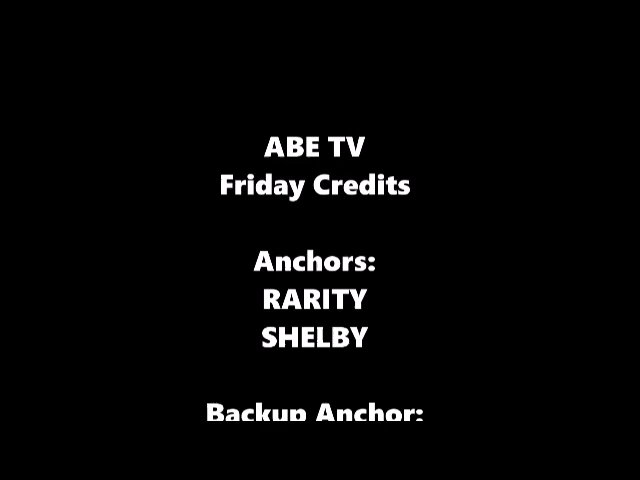 ABE TV
Friday Credits
Anchors:
RARITY
SHELBY
Backup Anchor: